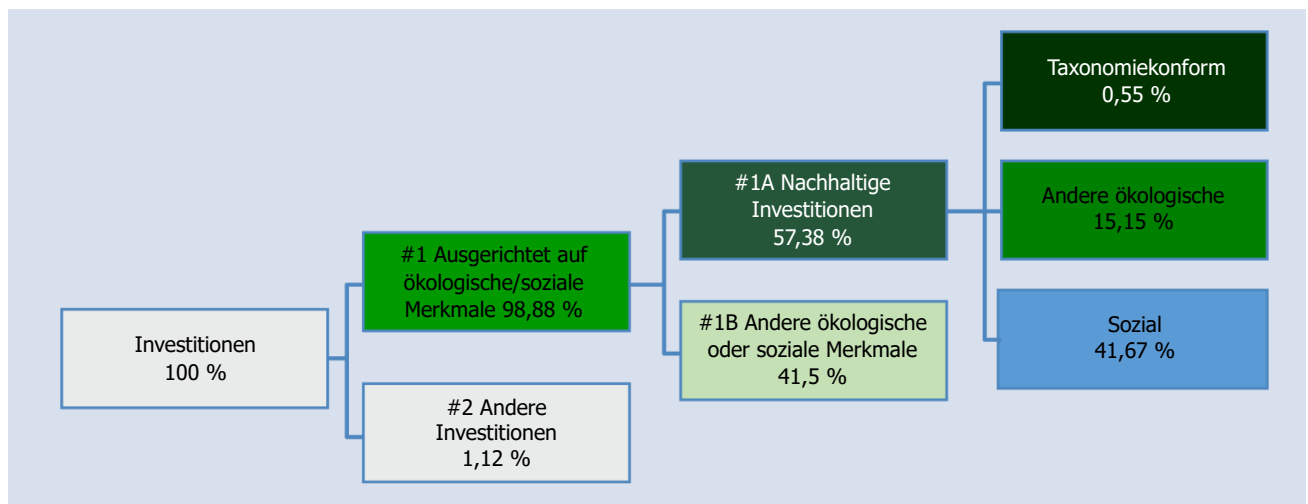 Investitionen
100 %
#1 Ausgerichtet auf
ökologische/soziale
Merkmale 98,88 %
#2 Andere
Investitionen
1,12 %
#1A Nachhaltige
Investitionen
57,38 %
#1B Andere ökologische
oder soziale Merkmale
41,5 %
Taxonomiekonform
0,55 %
Andere ökologische
15,15 %
Sozial
41,67 %